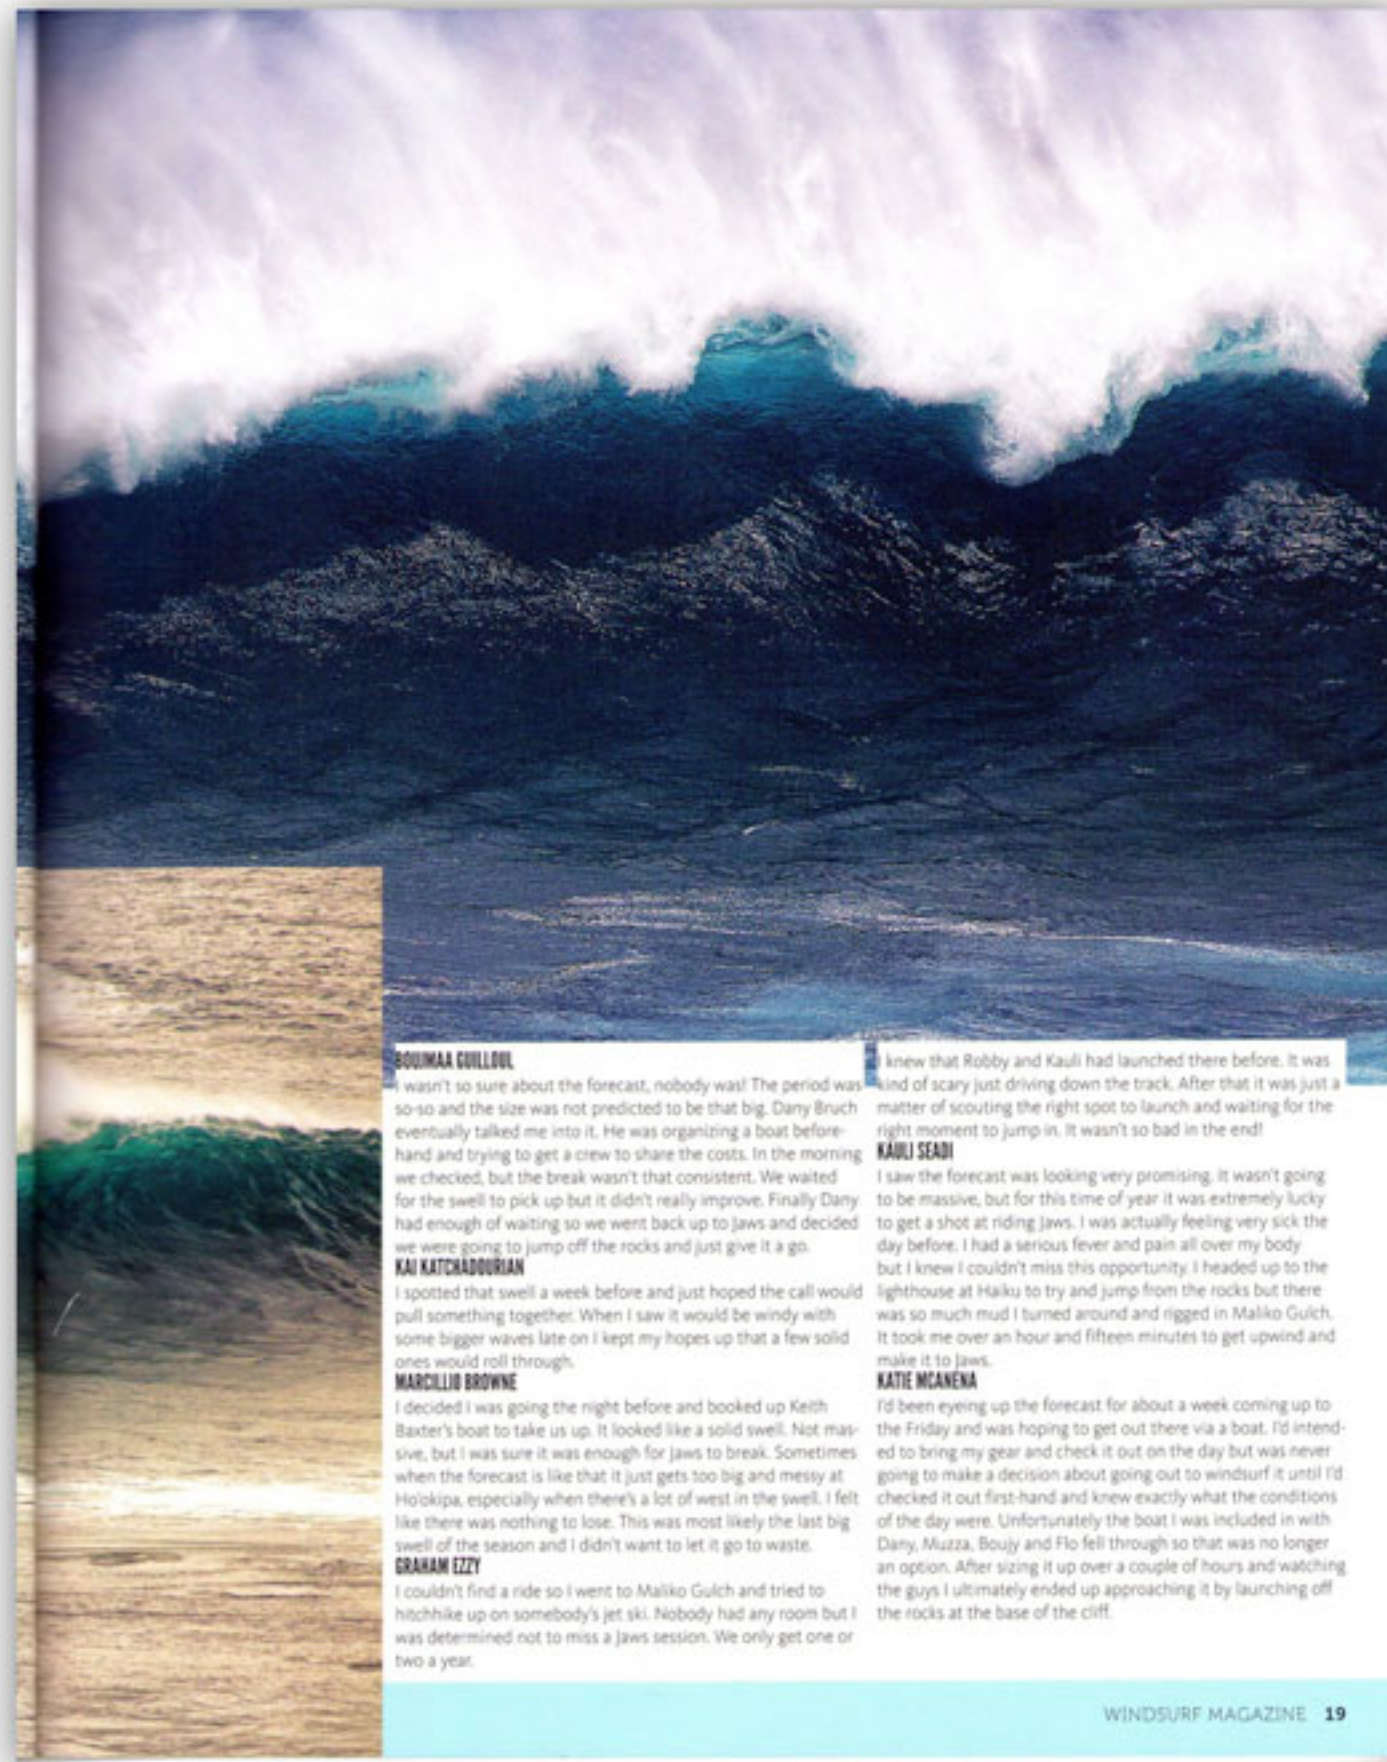 BOUJMAA GUILLOUL
I wasn't so sure about the forecast, nobody was! The period was
so-so and the size was not predicted to be that big. Dany Bruch
eventually talked me into it. He was organizing a boat before-
hand and trying to get a crew to share the costs. In the morning
we checked, but the break wasn't that consistent. We waited
for the swell to pick up but it didn't really improve. Finally Dany
had enough of waiting so we went back up to Jaws and decided
we were going to jump off the rocks and just give it a go.
KAI KATCHADOURIAN
I spotted that swell a week before and just hoped the call would
pull something together. When I saw it would be windy with
some bigger waves late on I kept my hopes up that a few solid
ones would roll through.
MARCILLIO BROWNE
I decided I was going the night before and booked up Keith
Baxter's boat to take us up. It looked like a solid swell. Not mas-
sive, but I was sure it was enough for Jaws to break. Sometimes
when the forecast is like that it just gets too big and messy at
Ho'okipa, especially when there's a lot of west in the swell. I felt
like there was nothing to lose. This was most likely the last big
swell of the season and I didn't want to let it go to waste.
GRAHAM EZZY
I couldn't find a ride so I went to Maliko Gulch and tried to
hitchhike up on somebody's jet ski. Nobody had any room but I
was determined not to miss a Jaws session. We only get one or
two a year.
I knew that Robby and Kauli had launched there before. It was
kind of scary just driving down the track. After that it was just a
matter of scouting the right spot to launch and waiting for the
right moment to jump in. It wasn't so bad in the end!
KAULI SEADI
I saw the forecast was looking very promising. It wasn't going
to be massive, but for this time of year it was extremely lucky
to get a shot at riding Jaws. I was actually feeling very sick the
day before. I had a serious fever and pain all over my body
but I knew I couldn't miss this opportunity. I headed up to the
lighthouse at Haiku to try and jump from the rocks but there
was so much mud I turned around and rigged in Maliko Gulch.
It took me over an hour and fifteen minutes to get upwind and
make it to Jaws.
KATIE MCANENA
I'd been eyeing up the forecast for about a week coming up to
the Friday and was hoping to get out there via a boat. I'd intend-
ed to bring my gear and check it out on the day but was never
going to make a decision about going out to windsurf it until I'd
checked it out first-hand and knew exactly what the conditions
of the day were. Unfortunately the boat I was included in with
Dany, Muzza, Boujy and Flo fell through so that was no longer
an option. After sizing it up over a couple of hours and watching
the guys I ultimately ended up approaching it by launching off
the rocks at the base of the cliff.
WINDSURF MAGAZINE 19